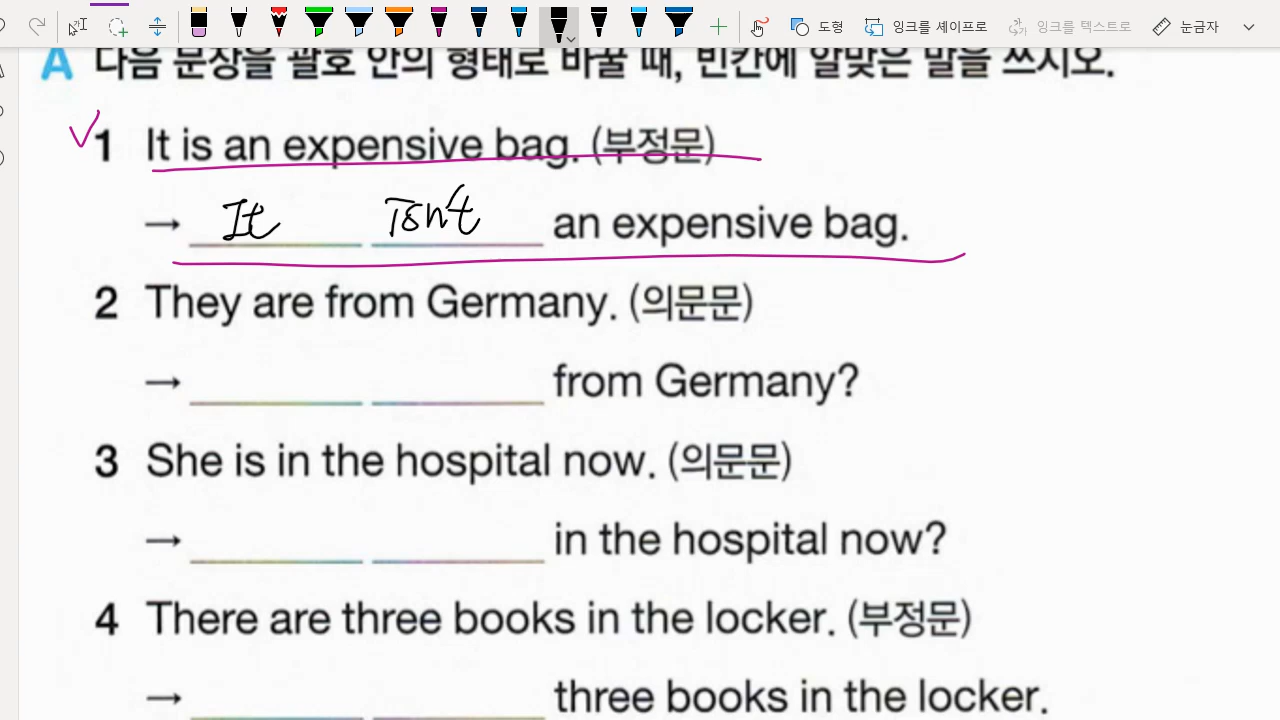 도형
잉크를 셰이프로
잉크를 텍스트로
눈금자
A 다음 문장을 괄호 안의 형태로 바꿀 때, 빈칸에 알맞은 말을 쓰시오.
1 It is an expensive bag. (부정문)
→ It isn't an expensive bag.
2 They are from Germany. (의문문)
→ from Germany?
3 She is in the hospital now. (의문문)
→ in the hospital now?
4 There are three books in the locker. (부정문)
→ three books in the locker.